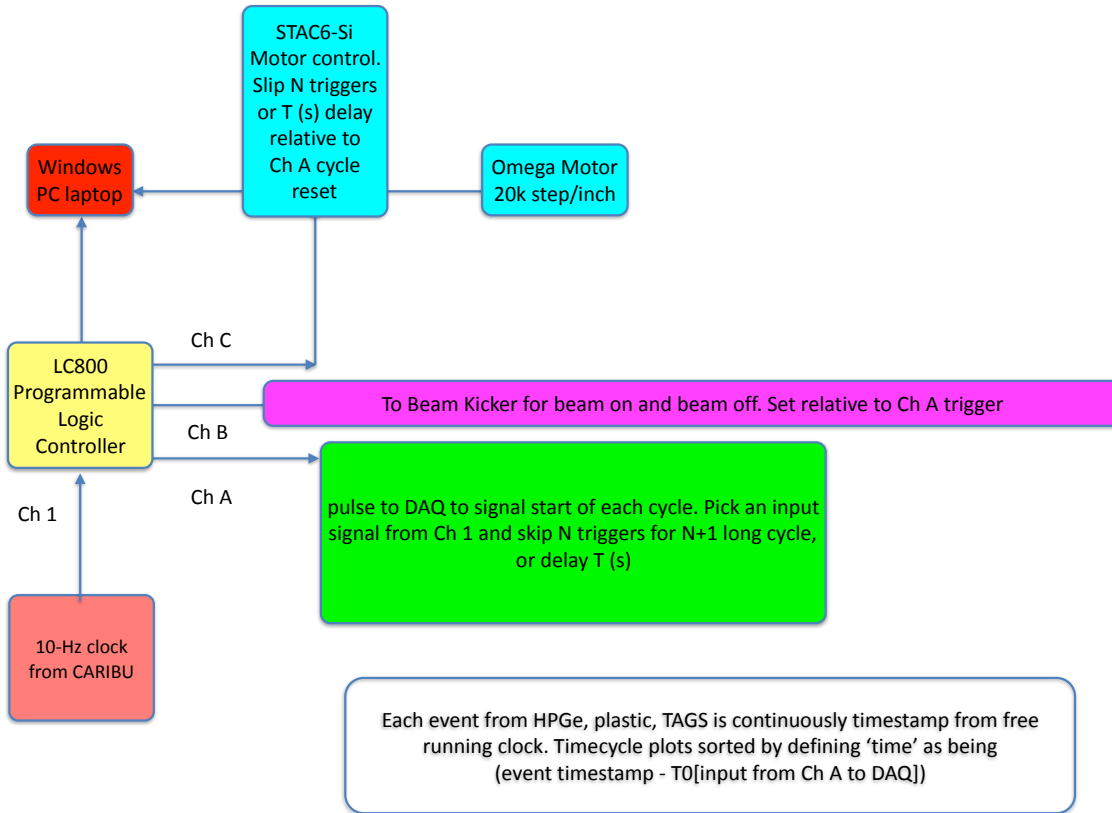 STAC6-Si
Motor control.
Slip N triggers
or T (s) delay
relative to
Ch A cycle
reset
Windows
PC laptop
Omega Motor
20k step/inch
Ch C
LC800
Programmable
Logic
Controller
To Beam Kicker for beam on and beam off. Set relative to Ch A trigger
Ch B
Ch A
Ch 1
pulse to DAQ to signal start of each cycle. Pick an input
signal from Ch 1 and skip N triggers for N+1 long cycle,
or delay T (s)
10-Hz clock
from CARIBU
Each event from HPGe, plastic, TAGS is continuously timestamp from free
running clock. Timecycle plots sorted by defining ‘time’ as being
(event timestamp - T0[input from Ch A to DAQ])